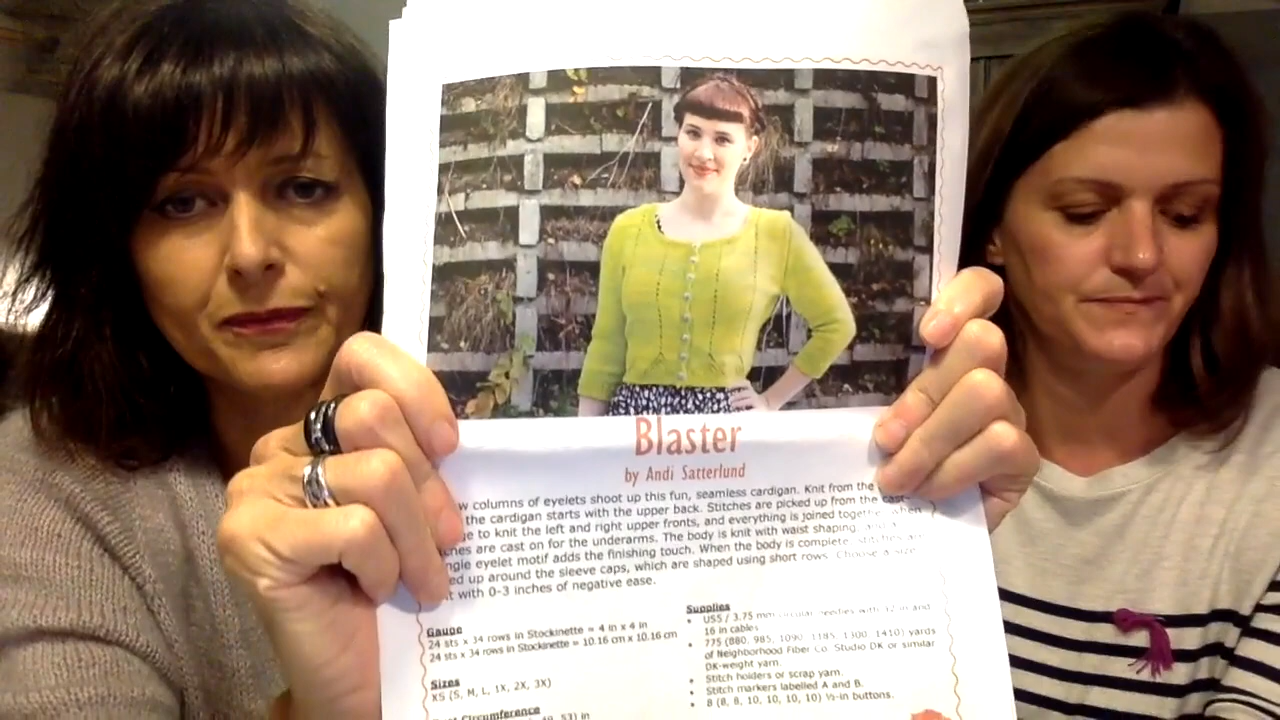 Blaster
by Andi Satterlund
w columns of eyelets shoot up this fun, seamless cardigan. Knit from the
the cardigan starts with the upper back. Stitches are picked up from the cast-
ge to knit the left and right upper fronts, and everything is joined together when
ches are cast on for the underarms. The body is knit with waist shaping, and a
ngle eyelet motif adds the finishing touch. When the body is complete, stitches are
ed up around the sleeve caps, which are shaped using short rows. Choose a size
t with 0-3 inches of negative ease.
Gauge
24 sts x 34 rows in Stockinette = 4 in x 4 in
24 sts x 34 rows in Stockinette = 10.16 cm x 10.16 cm
Sizes
XS (S, M, L, 1X, 2X, 3X)
Circumference
53) in
Supplies
• US5 / 3.75 mm circular needles with 32 in and
16 in cables
• 775 (880, 985, 1090, 1185, 1300, 1410) yards
of Neighborhood Fiber Co. Studio DK or similar
DK-weight yarn.
• Stitch holders or scrap yarn.
• Stitch markers labelled A and B.
• 8 (8, 8, 10, 10, 10, 10) ½-in buttons.